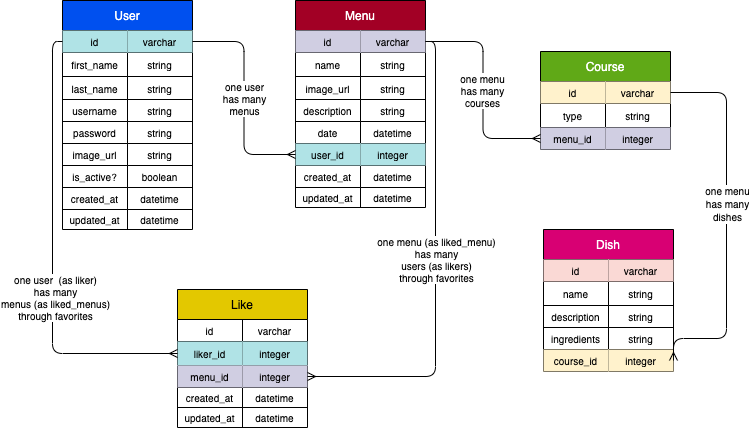 User
id varchar
first_name string
last_name string
username string
password string
image_url string
is_active? boolean
created_at datetime
updated_at datetime
one user
has many
menus
Menu
id varchar
name string
image_url string
description string
date datetime
user_id integer
created_at datetime
updated_at datetime
one menu
has many
courses
Course
id varchar
type string
menu_id integer
one menu
has many
dishes
Dish
id varchar
name string
description string
ingredients string
course_id integer
one menu (as liked_menu)
has many
users (as likers)
through favorites
one user (as liker)
has many
menus (as liked_menus)
through favorites
Like
id varchar
liker_id integer
menu_id integer
created_at datetime
updated_at datetime